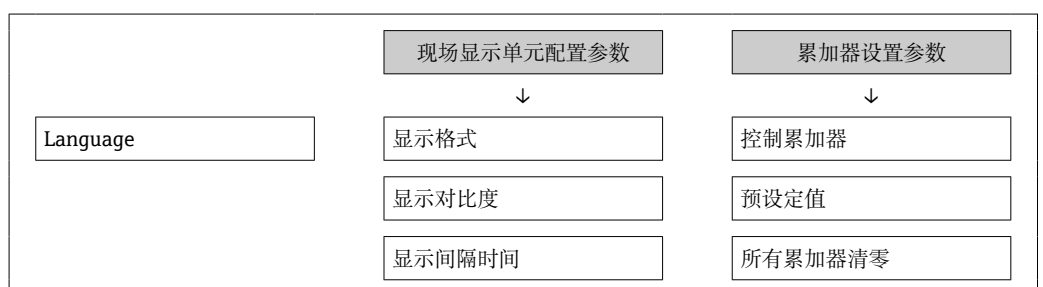 现场显示单元配置参数
累加器设置参数
↓
↓
Language
显示格式
控制累加器
显示对比度
预设定值
显示间隔时间
所有累加器清零